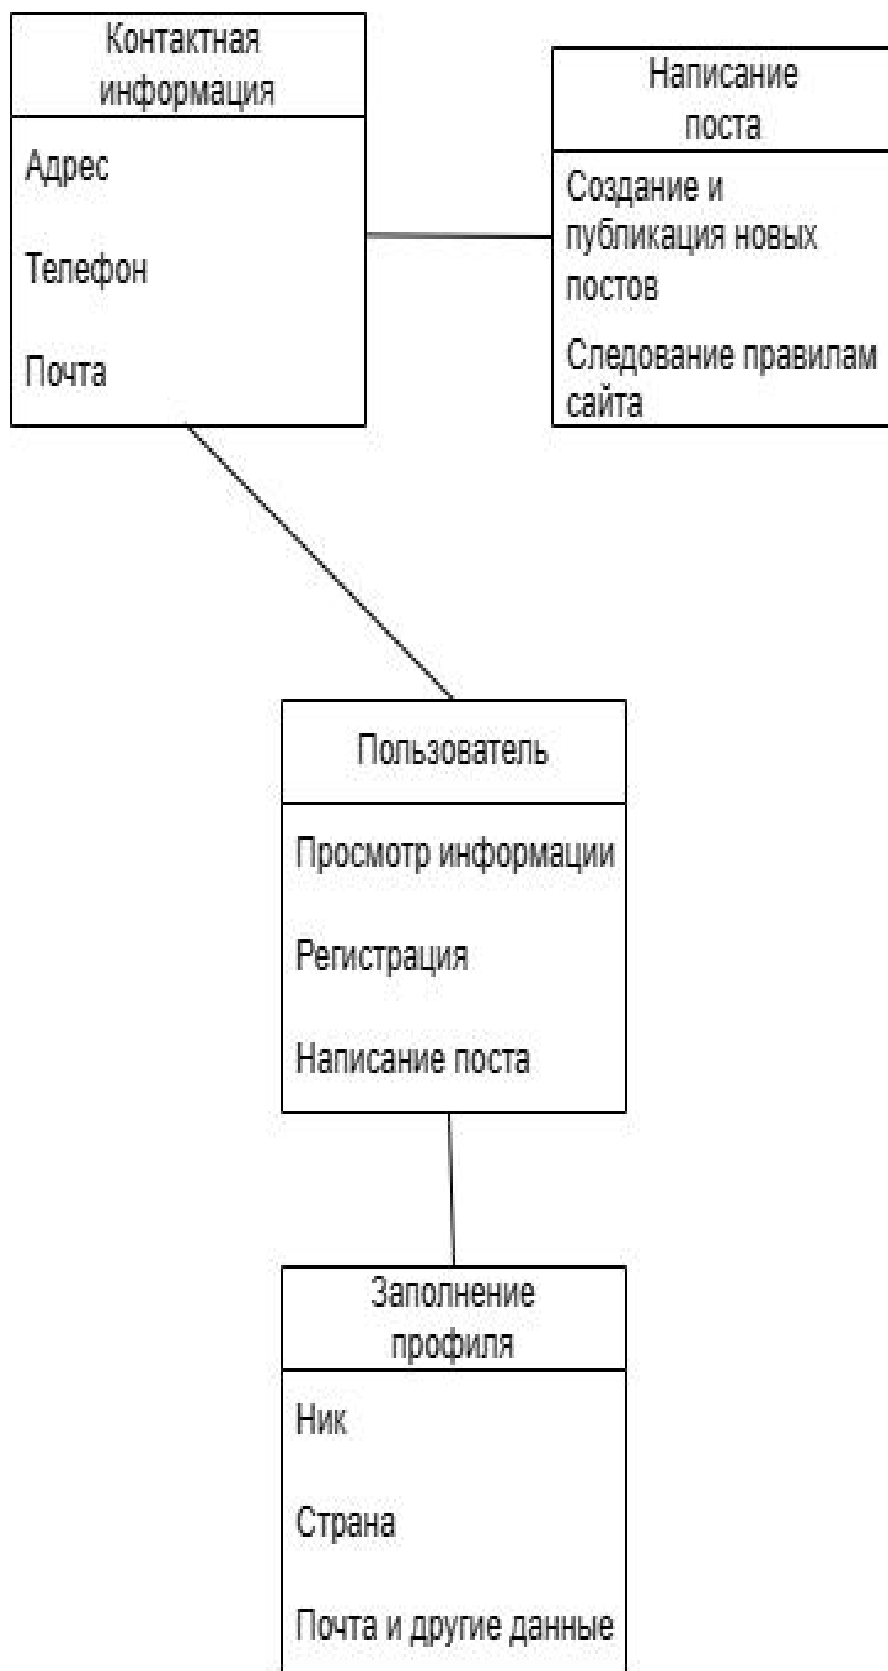 Контактная
информация
Адрес
Телефон
Почта
Написание
поста
Создание и
публикация новых
постов
Следование правилам
сайта
Пользователь
Просмотр информации
Регистрация
Написание поста
Заполнение
профиля
Ник
Страна
Почта и другие данные